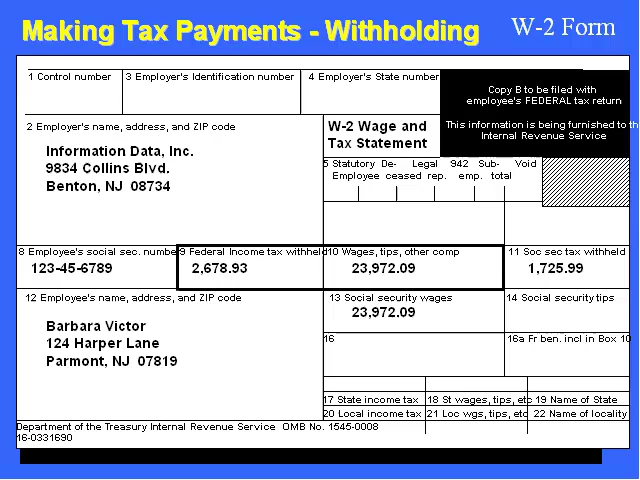 Making Tax Payments - Withholding
W-2 Form
1 Control number
3 Employer's Identification number
4 Employer's State number
Copy B to be filed with
employee's FEDERAL tax return
This information is being furnished to th
Internal Revenue Service
2 Employer's name, address, and ZIP code
Information Data, Inc.
9834 Collins Blvd.
Benton, NJ 08734
W-2 Wage and
Tax Statement
5 Statutory De- Legal 942 Sub- Void
Employee ceased rep. emp. total
8 Employee's social sec. number
123-45-6789
9 Federal Income tax withheld
2,678.93
10 Wages, tips, other comp
23,972.09
11 Soc sec tax withheld
1,725.99
12 Employee's name, address, and ZIP code
Barbara Victor
124 Harper Lane
Parmont, NJ 07819
13 Social security wages
23,972.09
14 Social security tips
16
16a Fr ben. incl in Box 10
17 State income tax
18 St wages, tips, etc
19 Name of State
20 Local income tax
21 Loc wgs, tips, etc
22 Name of locality
Department of the Treasury Internal Revenue Service OMB No. 1545-0008
16-0331690